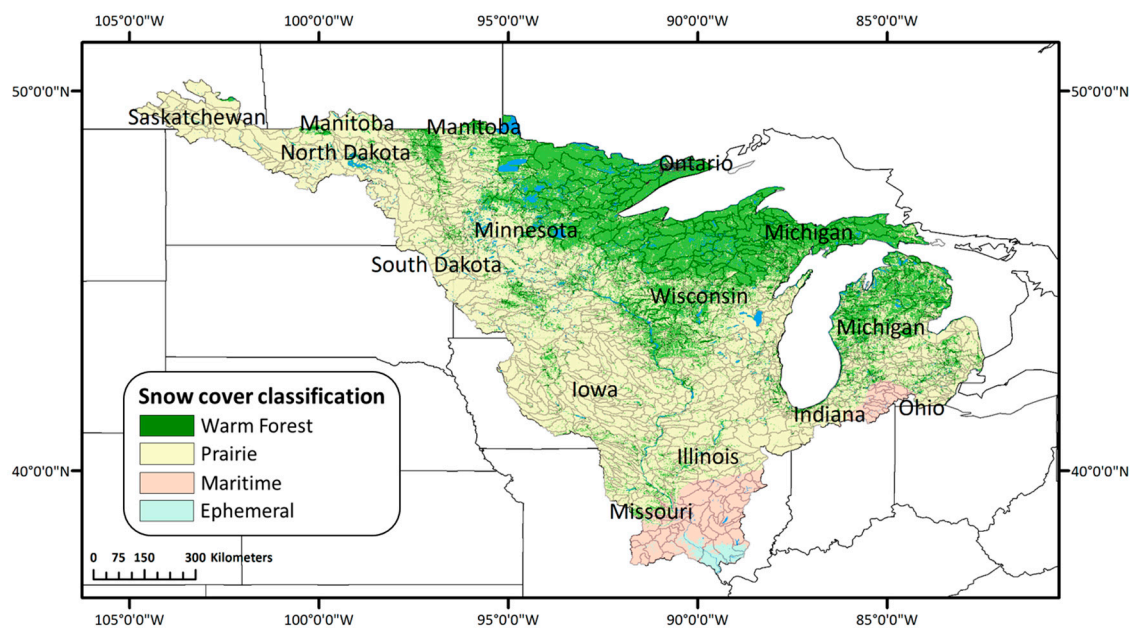 105°0'0"W 100°0'0"W 95°0'0"W 90°0'0"W 85°0'0"W
50°0'0"N 50°0'0"N
Saskatchewan
Manitoba Manitoba
North Dakota
Ontario
Minnesota Michigan
South Dakota
Wisconsin
Michigan
Iowa
Indiana Ohio
Illinois
40°0'0"N 40°0'0"N
Missouri
Snow cover classification
Warm Forest
Prairie
Maritime
Ephemeral
0 75 150 300 Kilometers
105°0'0"W 100°0'0"W 95°0'0"W 90°0'0"W 85°0'0"W